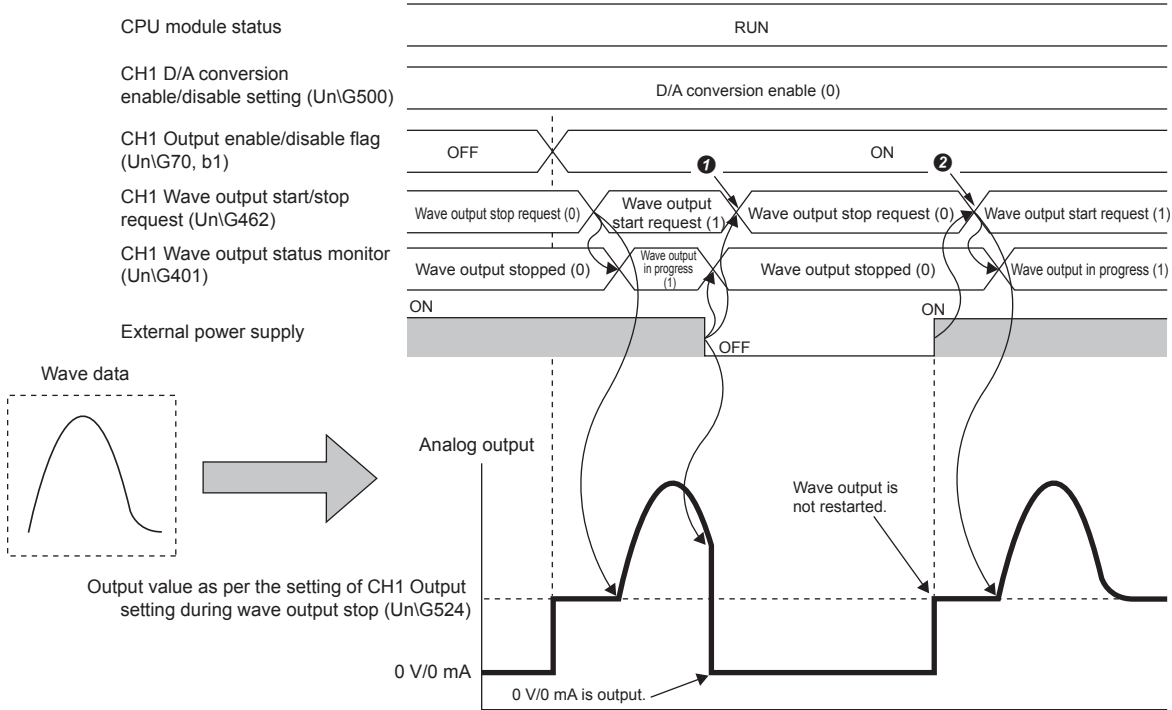 CPU module status
RUN
CH1 D/A conversion
enable/disable setting (Un\G500)
D/A conversion enable (0)
CH1 Output enable/disable flag
(Un\G70, b1)
OFF
ON
❶
❷
CH1 Wave output start/stop
request (Un\G462)
Wave output stop request (0)
Wave output
start request (1)
Wave output stop request (0)
Wave output start request (1)
CH1 Wave output status monitor
(Un\G401)
Wave output stopped (0)
Wave output
in progress
(1)
Wave output stopped (0)
Wave output in progress (1)
External power supply
ON
OFF
ON
Wave data
Analog output
Wave output is
not restarted.
Output value as per the setting of CH1 Output
setting during wave output stop (Un\G524)
0 V/0 mA
0 V/0 mA is output.